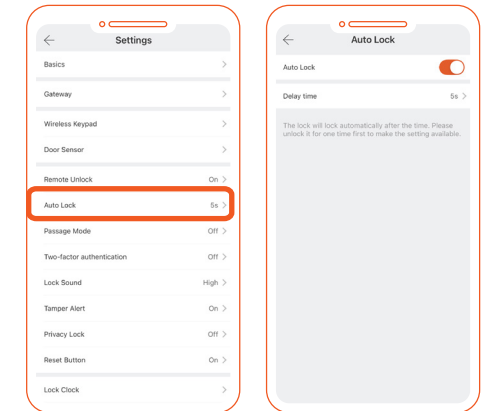 Settings
Basics
Gateway
Wireless Keypad
Door Sensor
Remote Unlock On
Auto Lock 5s
Passage Mode Off
Two-factor authentication Off
Lock Sound High
Tamper Alert On
Privacy Lock Off
Reset Button On
Lock Clock
Auto Lock
Auto Lock
Delay time 5s
The lock will lock automatically after the time. Please
unlock it for one time first to make the setting available.